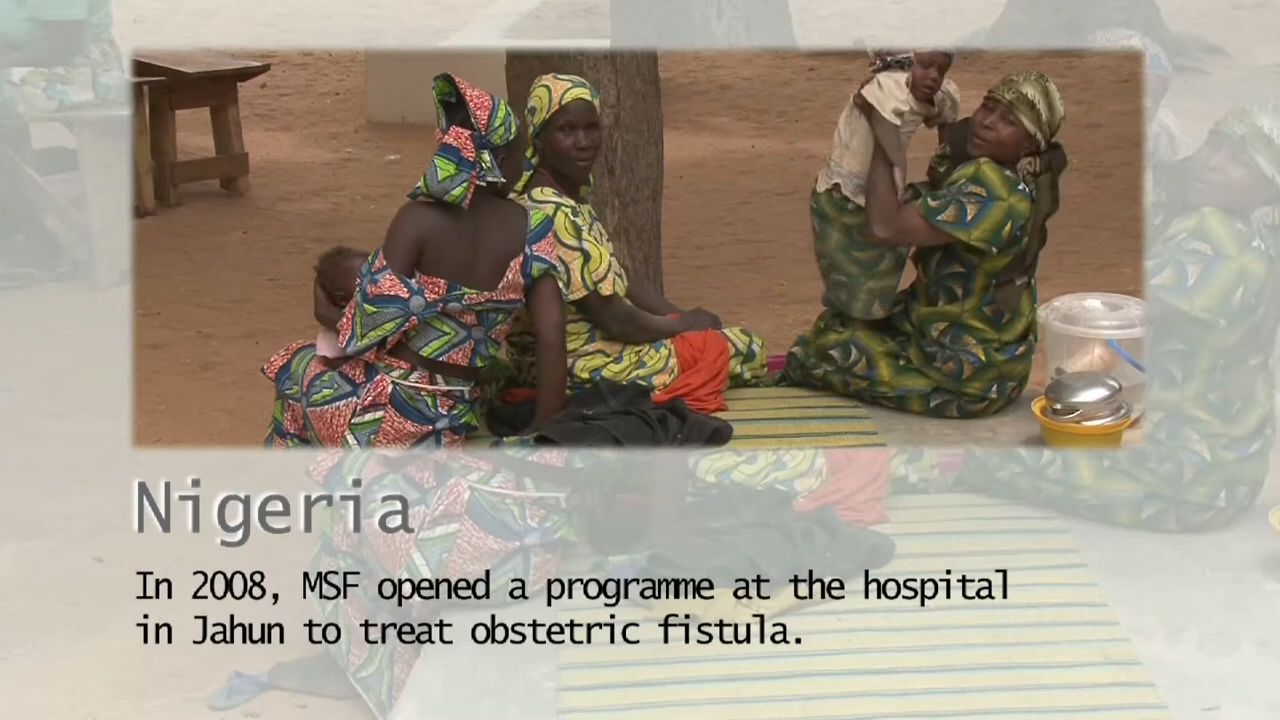 Nigeria
In 2008, MSF opened a programme at the hospital
in Jahun to treat obstetric fistula.